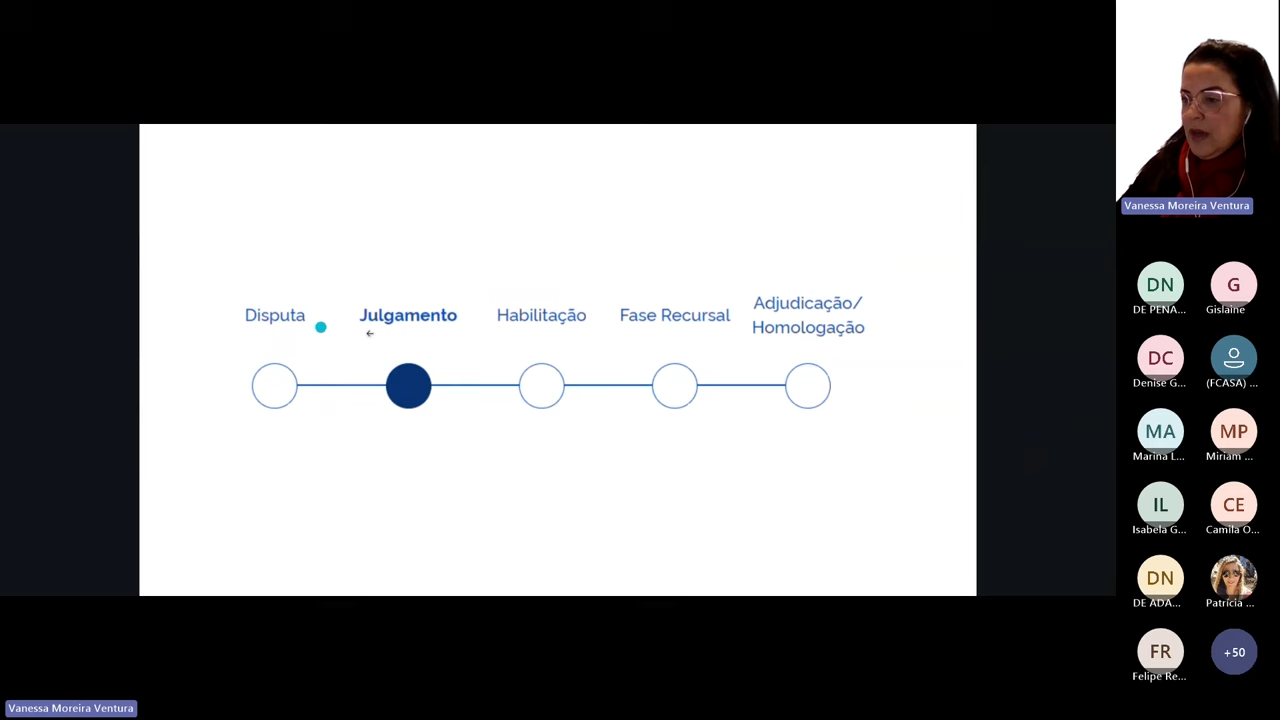 Disputa
Julgamento
Habilitação
Fase Recursal
Adjudicação/
Homologação
Vanessa Moreira Ventura
DN
DE PENA...
G
Gislaine
DC
Denise G...
(FCASA) ...
MA
Marina L...
MP
Miriam ...
IL
Isabela G...
CE
Camila O...
DN
DE ADA...
Patrícia ...
FR
Felipe Re...
+50
Vanessa Moreira Ventura